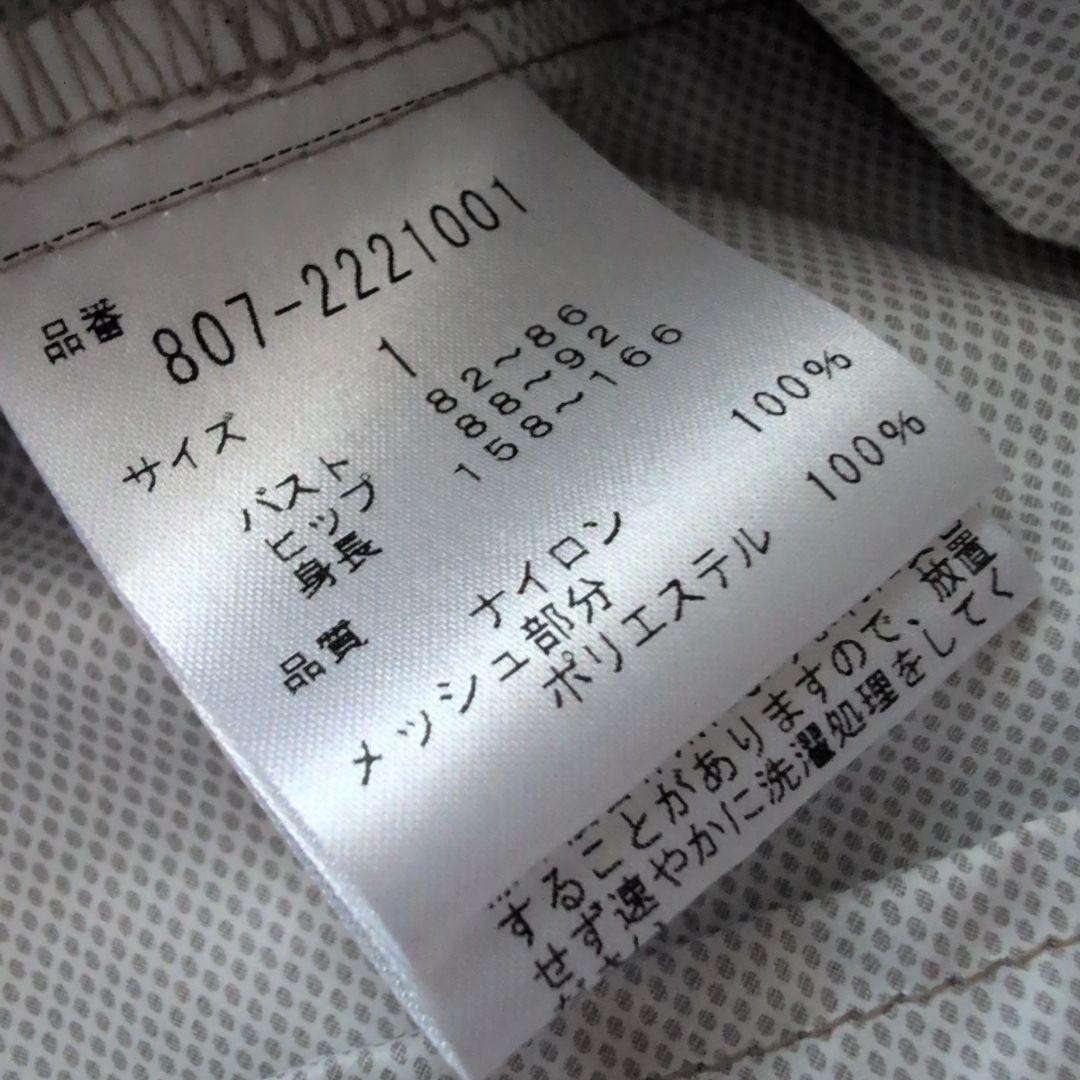 品番 807-2221001
サイズ 1
バスト 82～86
ヒップ 88～92
身長 158～166
品質 ナイロン 100%
メッシュ部分
ポリエステル 100%
することがありますので、放置
せず速やかに洗濯処理をしてく